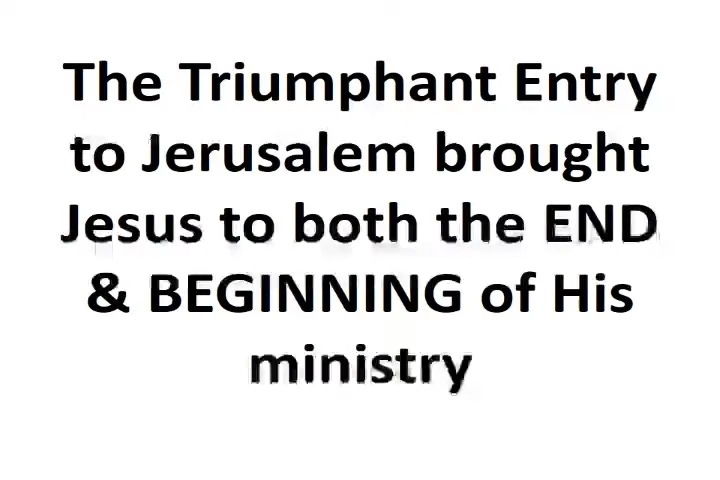 The Triumphant Entry
to Jerusalem brought
Jesus to both the END
& BEGINNING of His
ministry